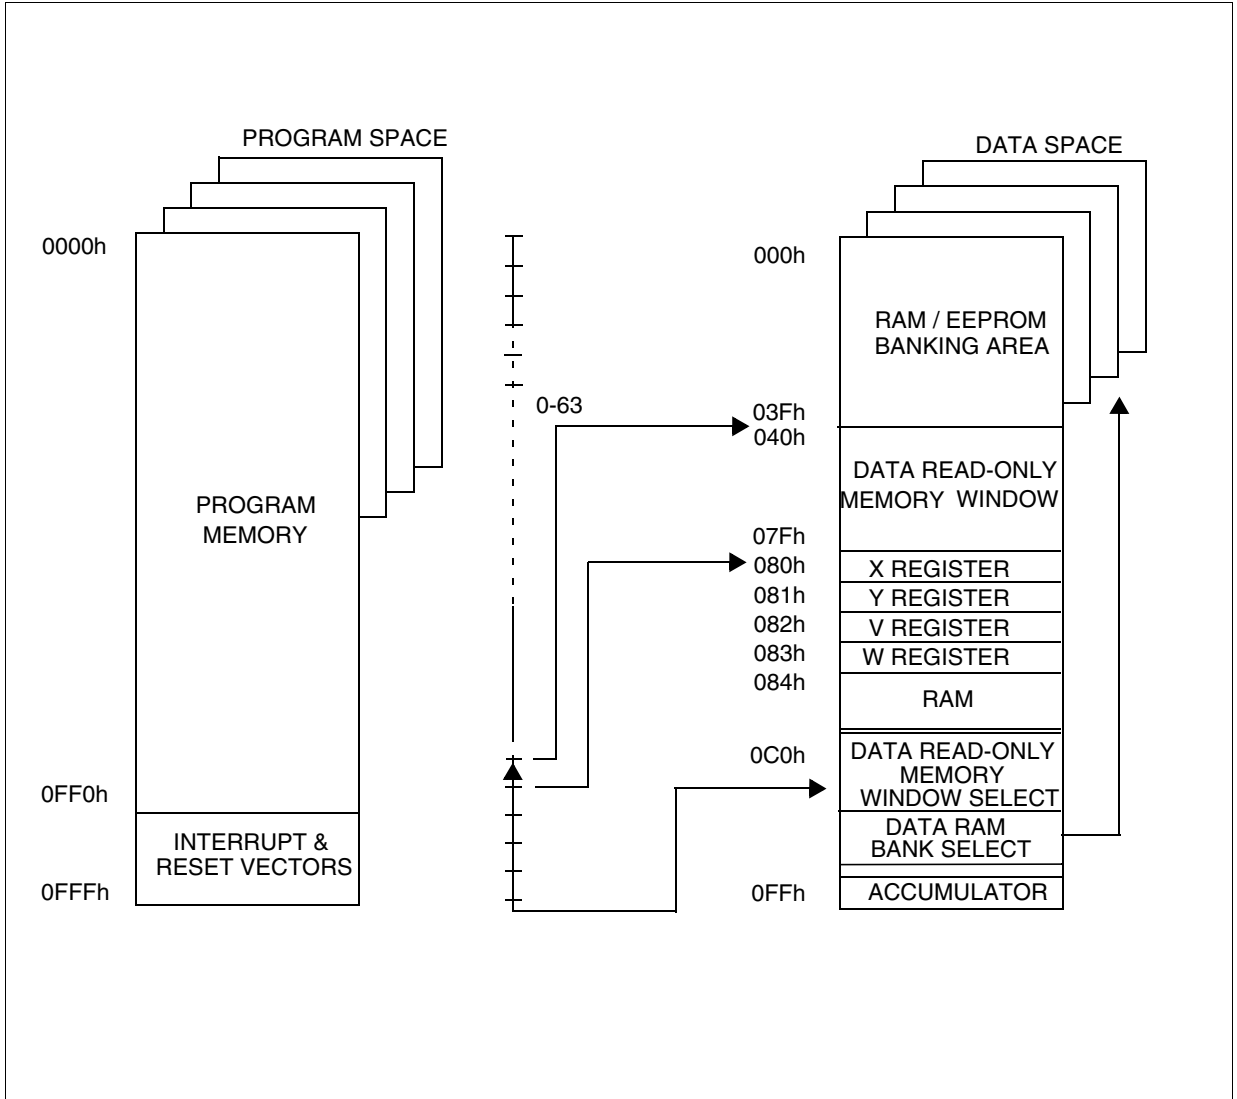 PROGRAM SPACE
0000h
PROGRAM
MEMORY
0FF0h
INTERRUPT &
RESET VECTORS
0FFFh
0-63
DATA SPACE
000h
RAM / EEPROM
BANKING AREA
03Fh
040h
DATA READ-ONLY
MEMORY WINDOW
07Fh
080h
X REGISTER
081h
Y REGISTER
082h
V REGISTER
083h
W REGISTER
084h
RAM
0C0h
DATA READ-ONLY
MEMORY
WINDOW SELECT
DATA RAM
BANK SELECT
0FFh
ACCUMULATOR